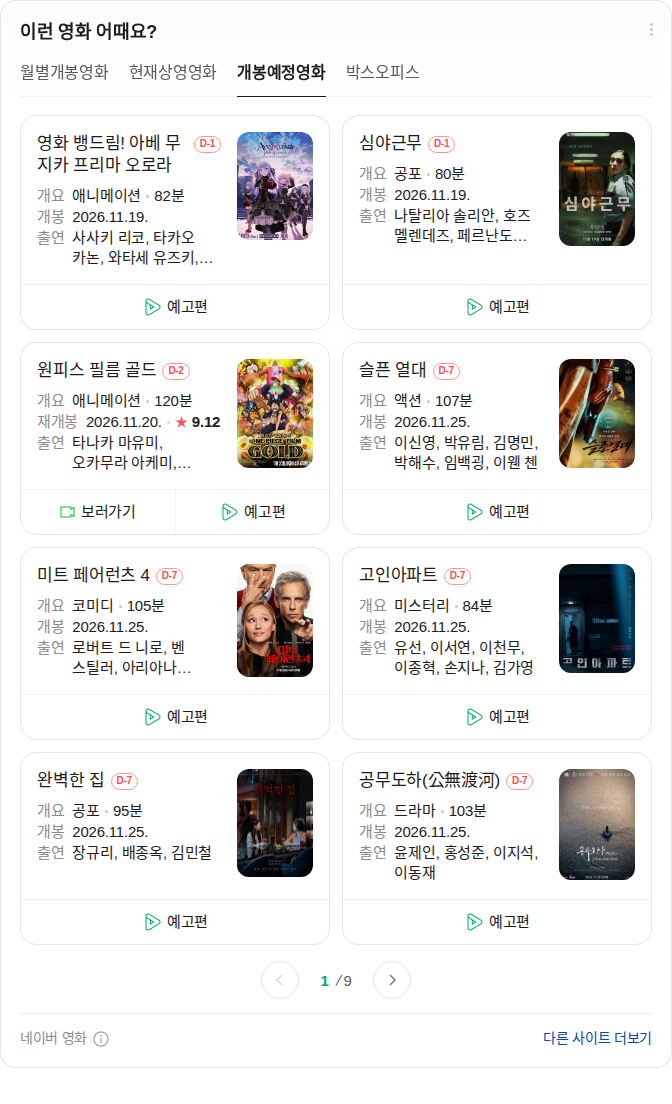 이런 영화 어때요?
월별개봉영화 현재상영영화 개봉예정영화 박스오피스
영화 뱅드림! 아베 무 D-1
지카 프리마 오로라
개요 애니메이션 · 82분
개봉 2026.11.19.
출연 사사키 리코, 타카오
카논, 와타세 유즈키,...
예고편
심야근무 D-1
개요 공포 · 80분
개봉 2026.11.19.
출연 나탈리아 솔리안, 호즈
멜렌데즈, 페르난도...
심야근무
예고편
원피스 필름 골드 D-2
개요 애니메이션 · 120분
재개봉 2026.11.20. · ★ 9.12
출연 타나카 마유미,
오카무라 아케미,...
ONE PIECE FILM
GOLD
보러가기 예고편
슬픈 열대 D-7
개요 액션 · 107분
개봉 2026.11.25.
출연 이신영, 박유림, 김명민,
박해수, 임백굉, 이웬 첸
슬픈열대
예고편
미트 페어런츠 4 D-7
개요 코미디 · 105분
개봉 2026.11.25.
출연 로버트 드 니로, 벤
스틸러, 아리아나...
미트
페어런츠4
예고편
고인아파트 D-7
개요 미스터리 · 84분
개봉 2026.11.25.
출연 유선, 이서연, 이천무,
이종혁, 손지나, 김가영
고인아파트
예고편
완벽한 집 D-7
개요 공포 · 95분
개봉 2026.11.25.
출연 장규리, 배종옥, 김민철
완벽한 집
예고편
공무도하(公無渡河) D-7
개요 드라마 · 103분
개봉 2026.11.25.
출연 윤제인, 홍성준, 이지석,
이동재
예고편
1 / 9
네이버 영화
다른 사이트 더보기